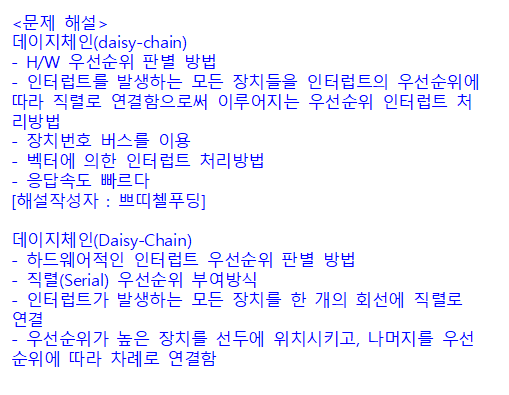 <문제 해설>
데이지체인(daisy-chain)
- H/W 우선순위 판별 방법
- 인터럽트를 발생하는 모든 장치들을 인터럽트의 우선순위에
따라 직렬로 연결함으로써 이루어지는 우선순위 인터럽트 처
리방법
- 장치번호 버스를 이용
- 벡터에 의한 인터럽트 처리방법
- 응답속도 빠르다
[해설작성자 : 쁘띠첼푸딩]

데이지체인(Daisy-Chain)
- 하드웨어적인 인터럽트 우선순위 판별 방법
- 직렬(Serial) 우선순위 부여방식
- 인터럽트가 발생하는 모든 장치를 한 개의 회선에 직렬로
연결
- 우선순위가 높은 장치를 선두에 위치시키고, 나머지를 우선
순위에 따라 차례로 연결함